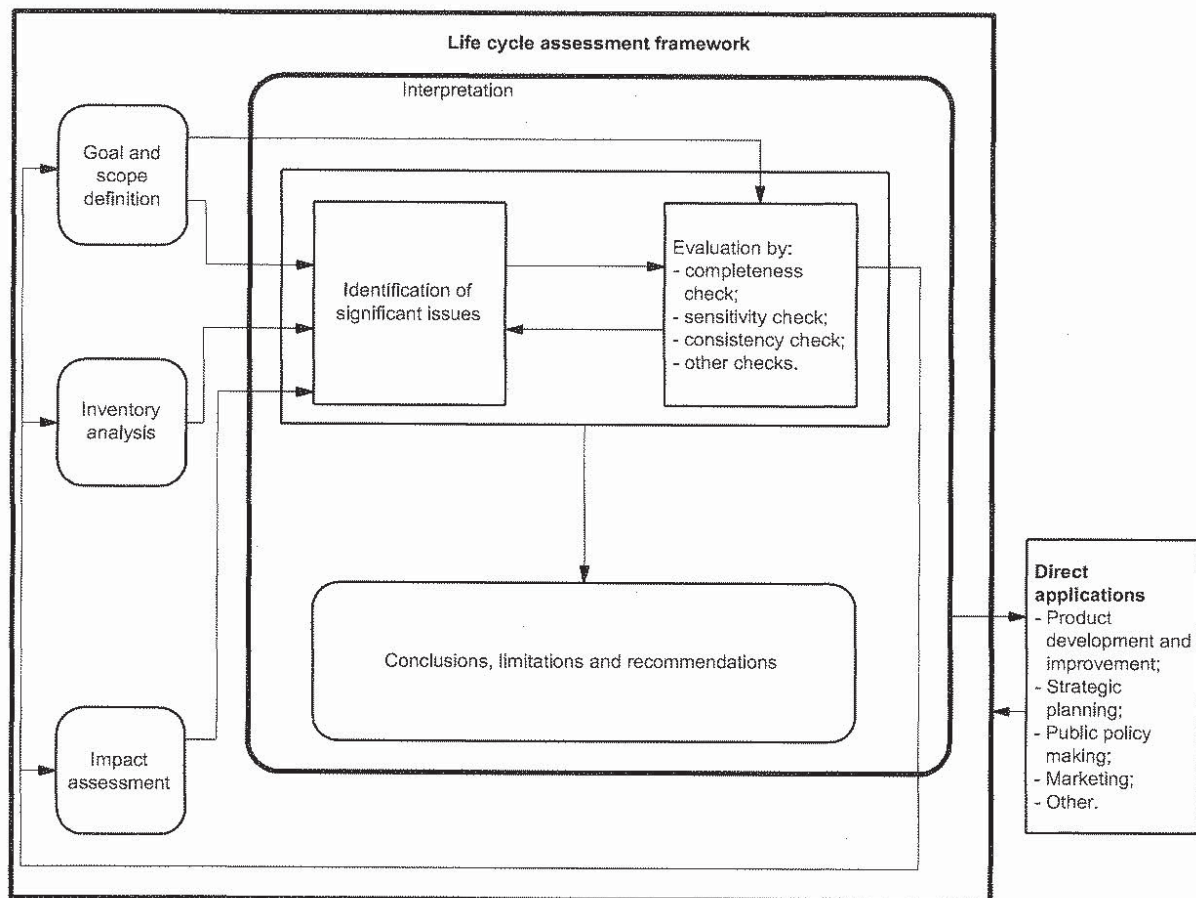 Life cycle assessment framework
Interpretation
Goal and
scope
definition
Identification of
significant issues
Evaluation by:
- completeness
check;
- sensitivity check;
- consistency check;
- other checks.
Inventory
analysis
Conclusions, limitations and recommendations
Impact
assessment
Direct
applications
- Product
development and
improvement;
- Strategic
planning;
- Public policy
making;
- Marketing;
- Other.